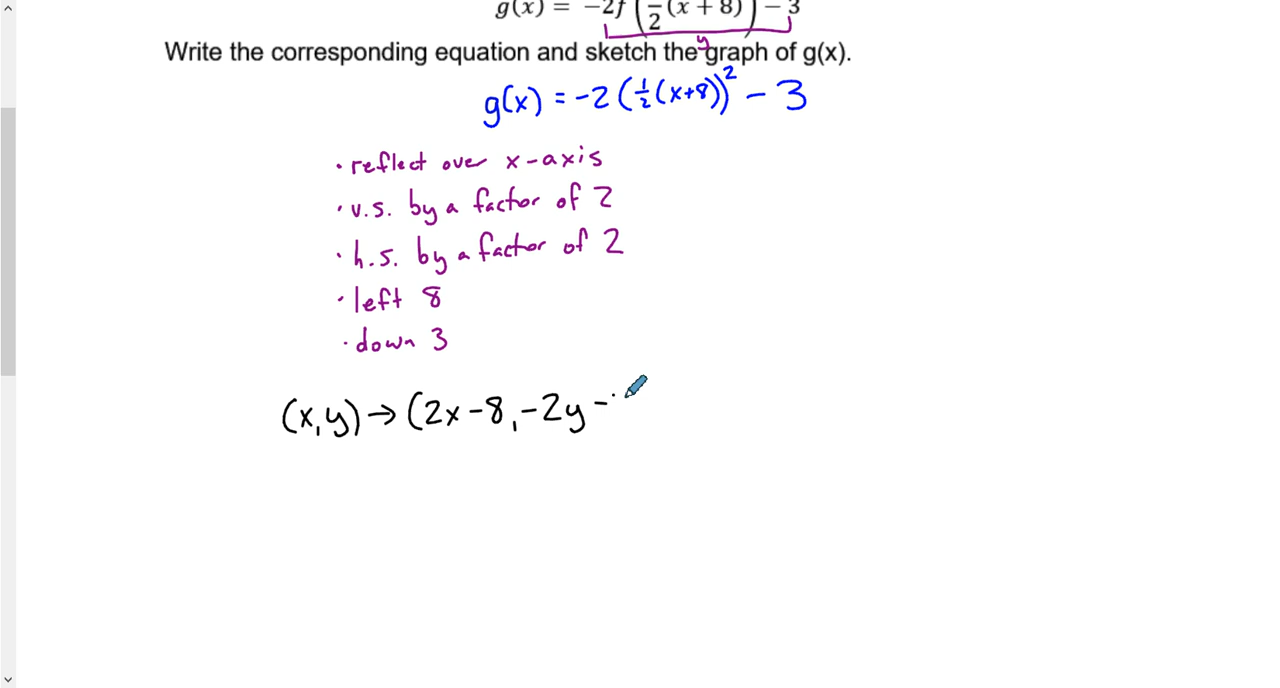 g(x) = −2f(1/2(x + 8)) − 3
y
Write the corresponding equation and sketch the graph of g(x).
g(x) = -2(1/2(x+8))² - 3
· reflect over x-axis
· v.s. by a factor of 2
· h.s. by a factor of 2
· left 8
· down 3
(x,y) → (2x-8, -2y -